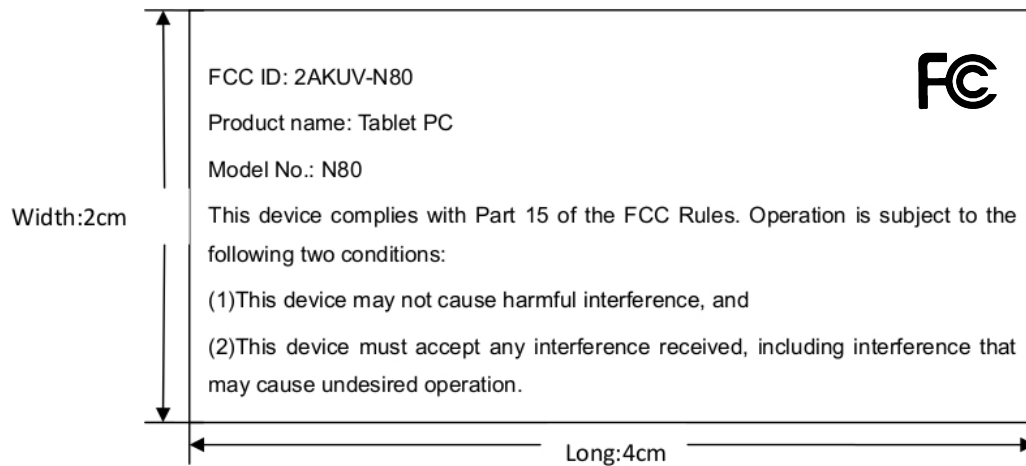 FCC ID: 2AKUV-N80
FC
Product name: Tablet PC
Model No.: N80
Width:2cm
This device complies with Part 15 of the FCC Rules. Operation is subject to the
following two conditions:
(1)This device may not cause harmful interference, and
(2)This device must accept any interference received, including interference that
may cause undesired operation.
Long:4cm